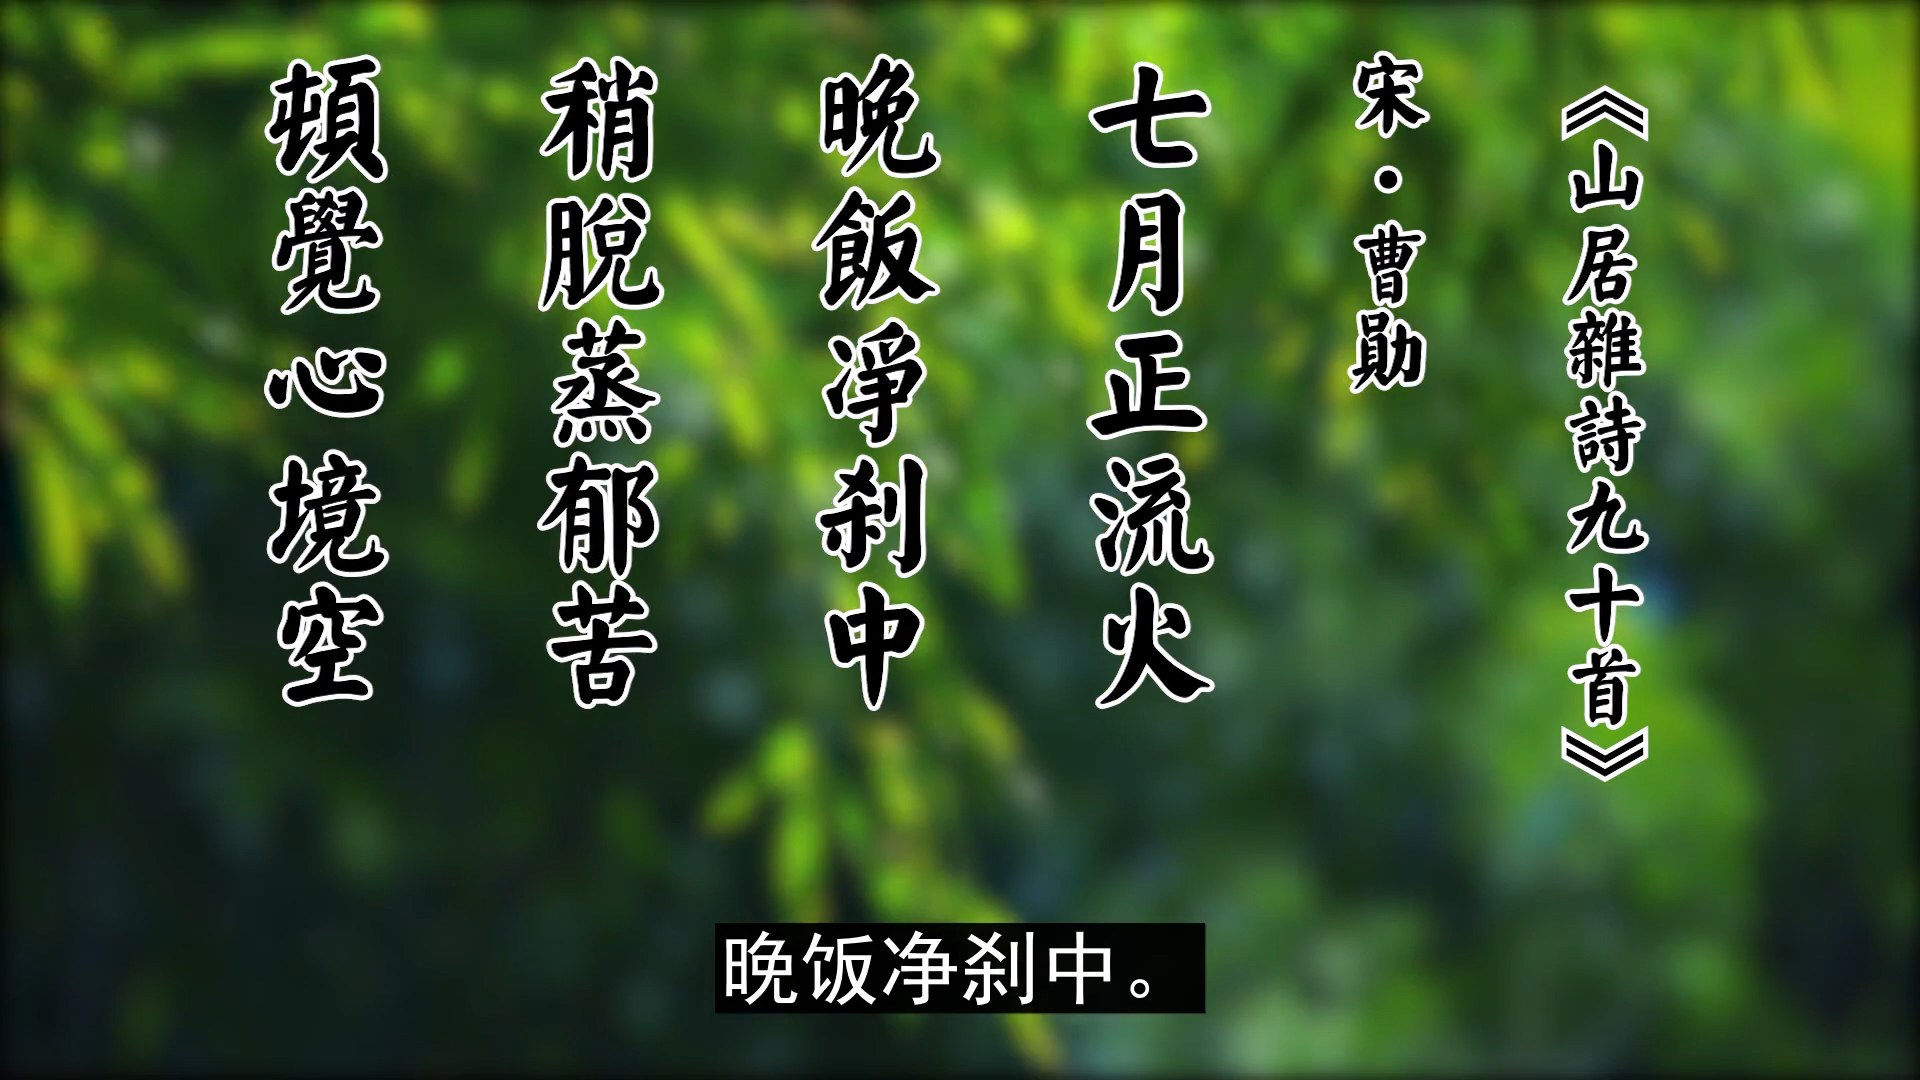 《山居雜詩九十首》
宋·曹勛
七月正流火
晚飯淨刹中
稍脫蒸郁苦
頓覺心境空
晚饭净刹中。